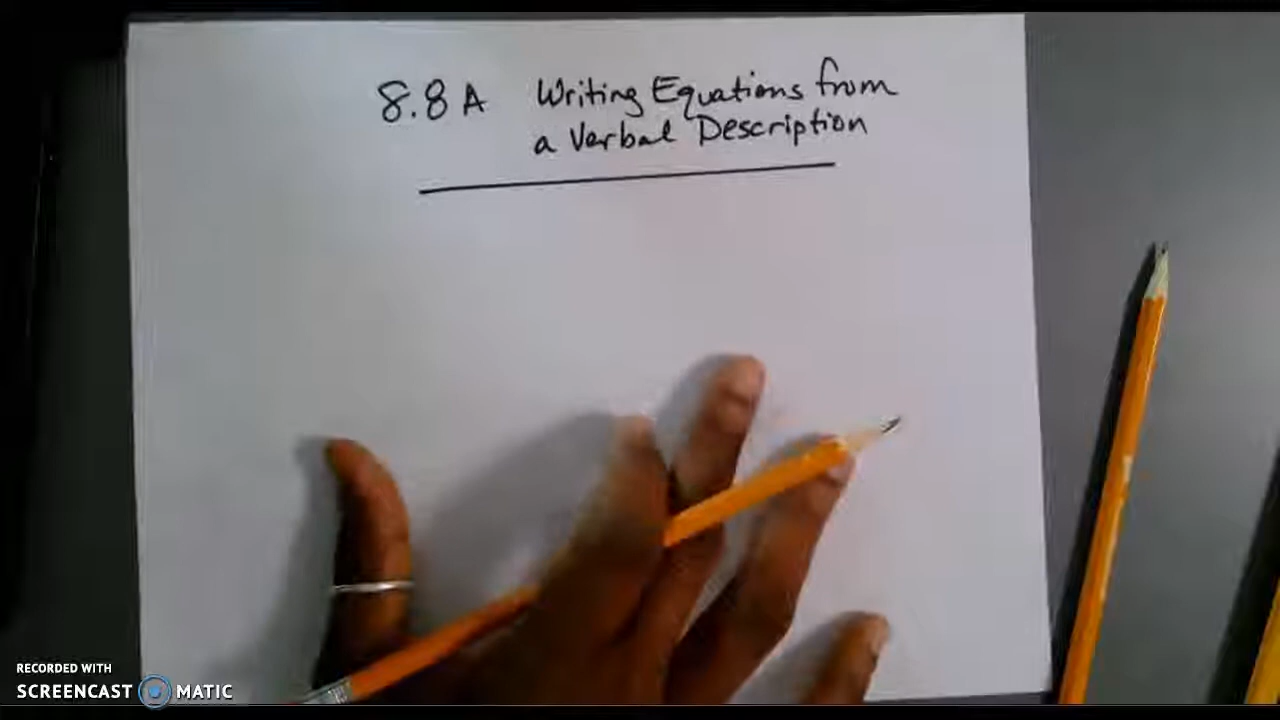 8.8 A Writing Equations from
a Verbal Description
RECORDED WITH
SCREENCAST MATIC